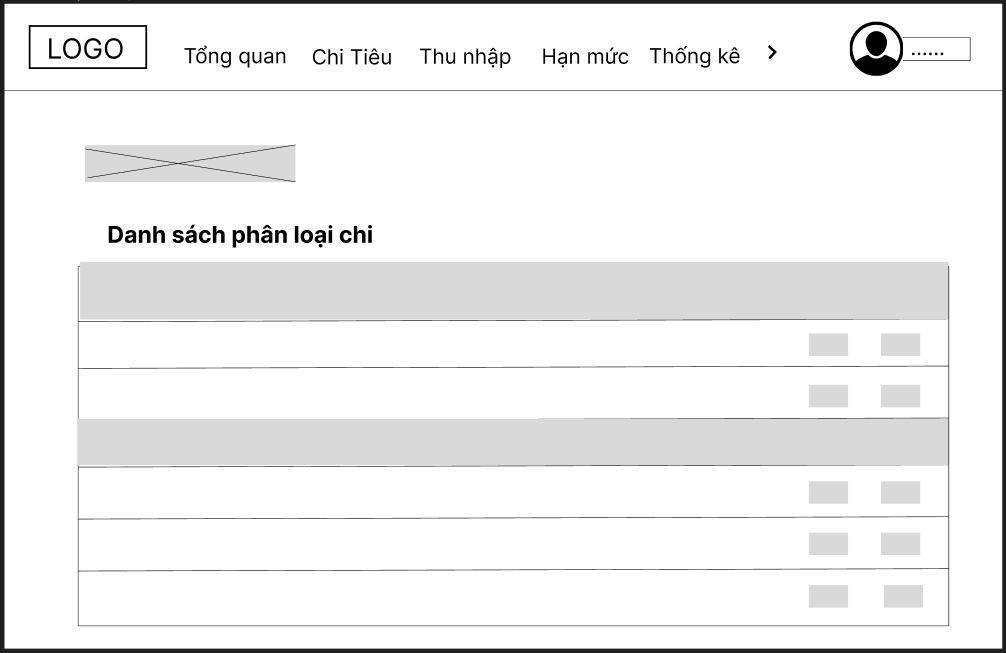 LOGO
Tổng quan Chi Tiêu Thu nhập Hạn mức Thống kê ......
Danh sách phân loại chi